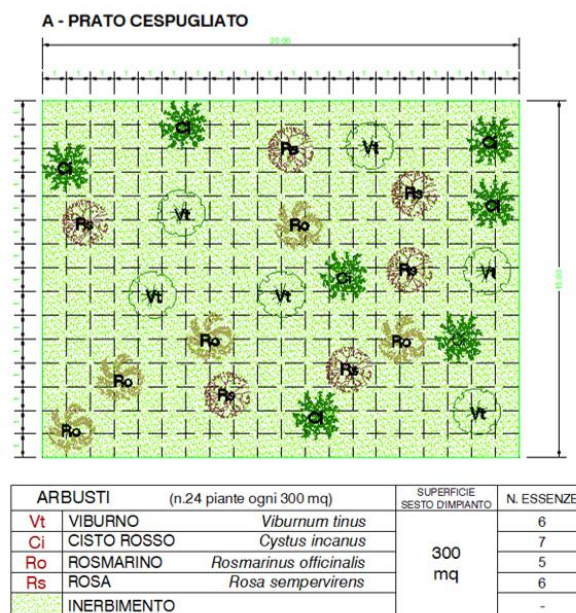 A - PRATO CESPUGLIATO
20.00
Ci
Rs
Vt
Ci
Ci
Rs
Ci
Rs
Vt
Ro
Rs
Vt
Ci
Vt
Vt
15.00
Ro
Ro
Ci
Rs
Ro
Rs
Ci
Vt
Ro
ARBUSTI (n.24 piante ogni 300 mq) SUPERFICIE SESTO D'IMPIANTO N. ESSENZE
Vt VIBURNO Viburnum tinus 6
Ci CISTO ROSSO Cystus incanus 7
Ro ROSMARINO Rosmarinus officinalis 5
Rs ROSA Rosa sempervirens 6
300 mq
INERBIMENTO -